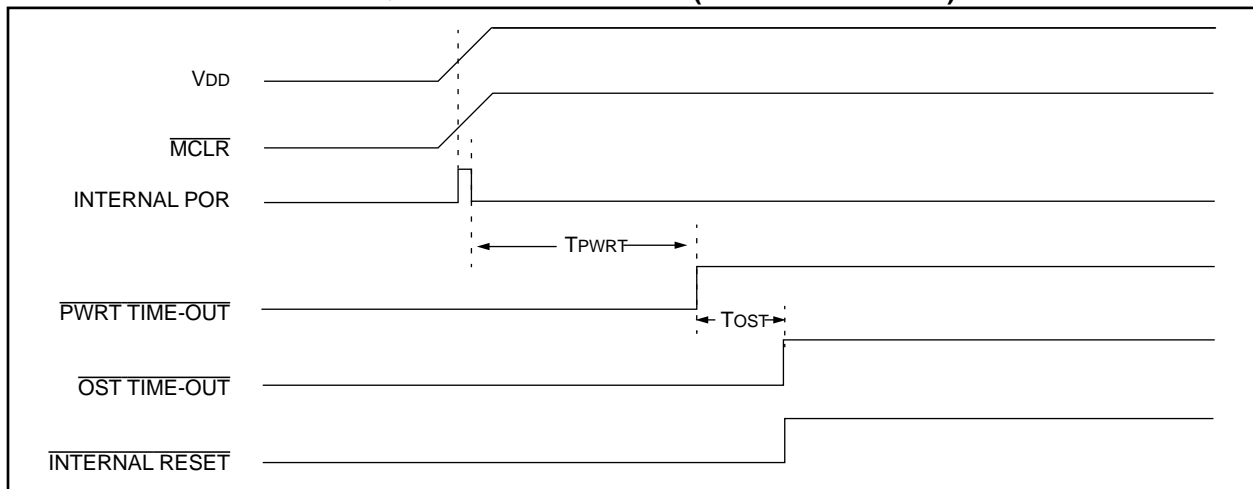 VDD
MCLR
INTERNAL POR
TPWRT
PWRT TIME-OUT
TOST
OST TIME-OUT
INTERNAL RESET